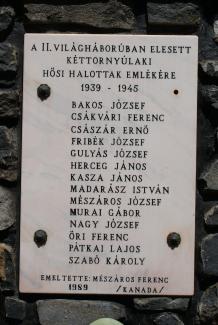 A II. VILÁGHÁBORÚBAN ELESETT
KÉTTORNYÚLAKI
HŐSI HALOTTAK EMLÉKÉRE
1939 - 1945
BAKOS JÓZSEF
CSÁKVÁRI FERENC
CSÁSZÁR ERNŐ
FRIBÉK JÓZSEF
GULYÁS JÓZSEF
HERCEG JÁNOS
KASZA JÁNOS
MADARÁSZ ISTVÁN
MÉSZÁROS JÓZSEF
MURAI GÁBOR
NAGY JÓZSEF
ŐRI FERENC
PÁTKAI LAJOS
SZABÓ KÁROLY
EMELTETTE: MÉSZÁROS FERENC
1989 /KANADA/